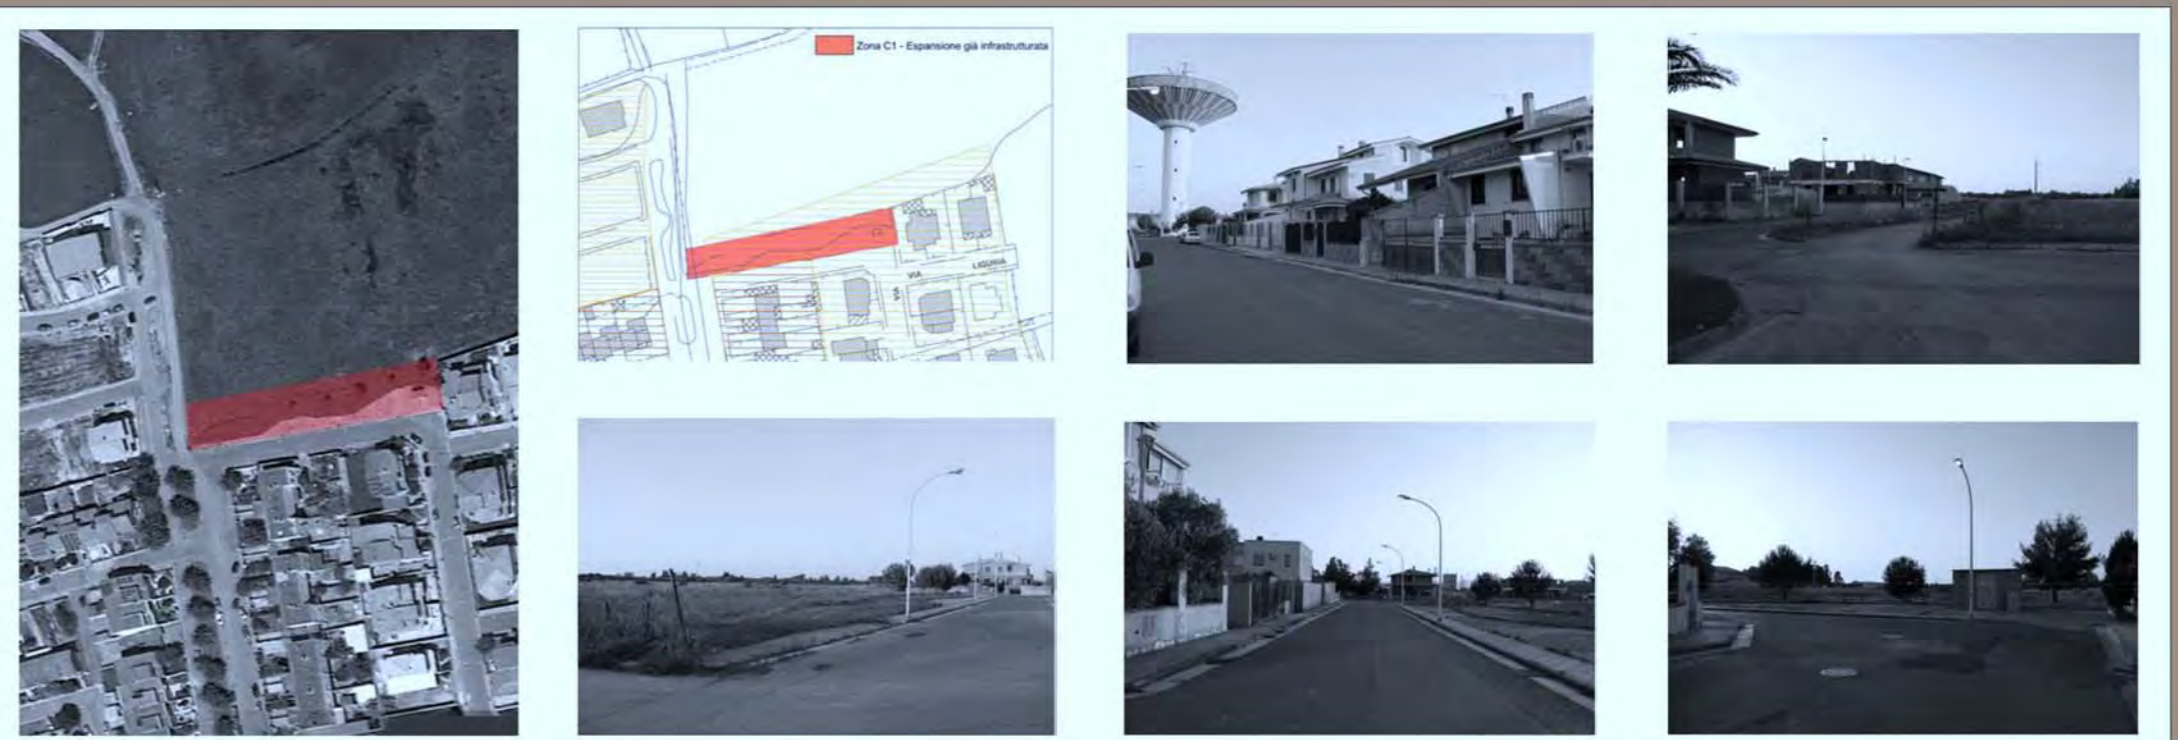 Zona C1 - Espansione già infrastrutturata
VIA
LIGURIA
VIA